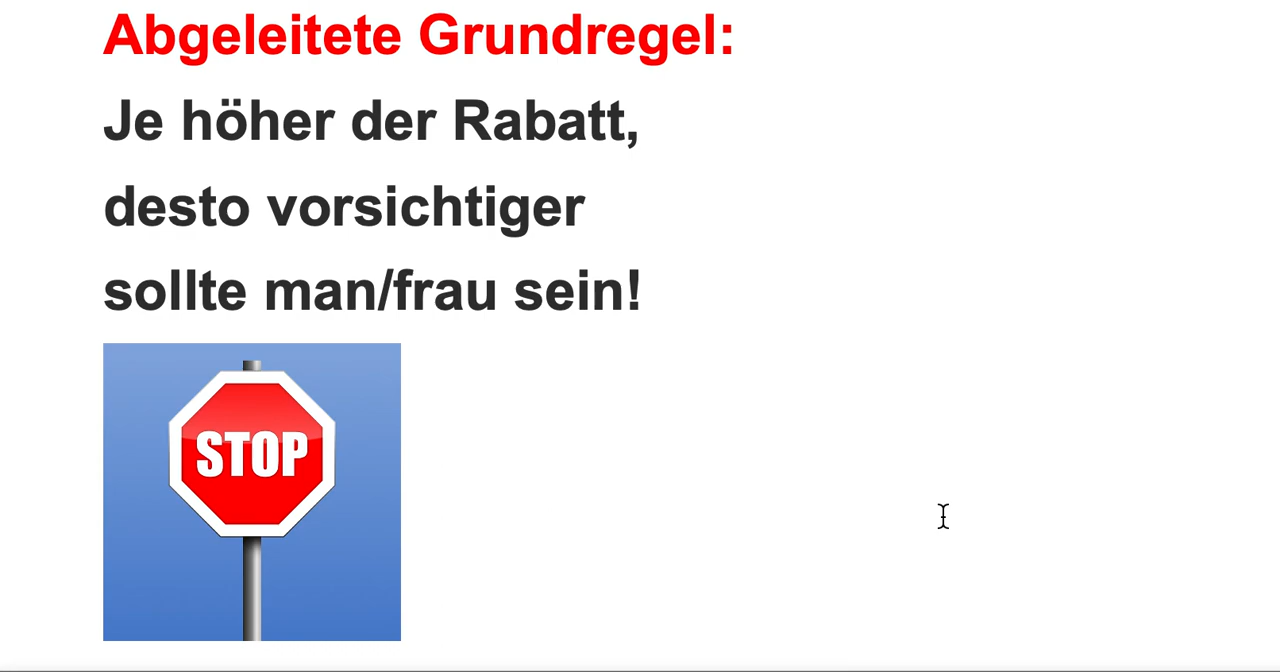 Abgeleitete Grundregel:
Je höher der Rabatt,
desto vorsichtiger
sollte man/frau sein!
STOP